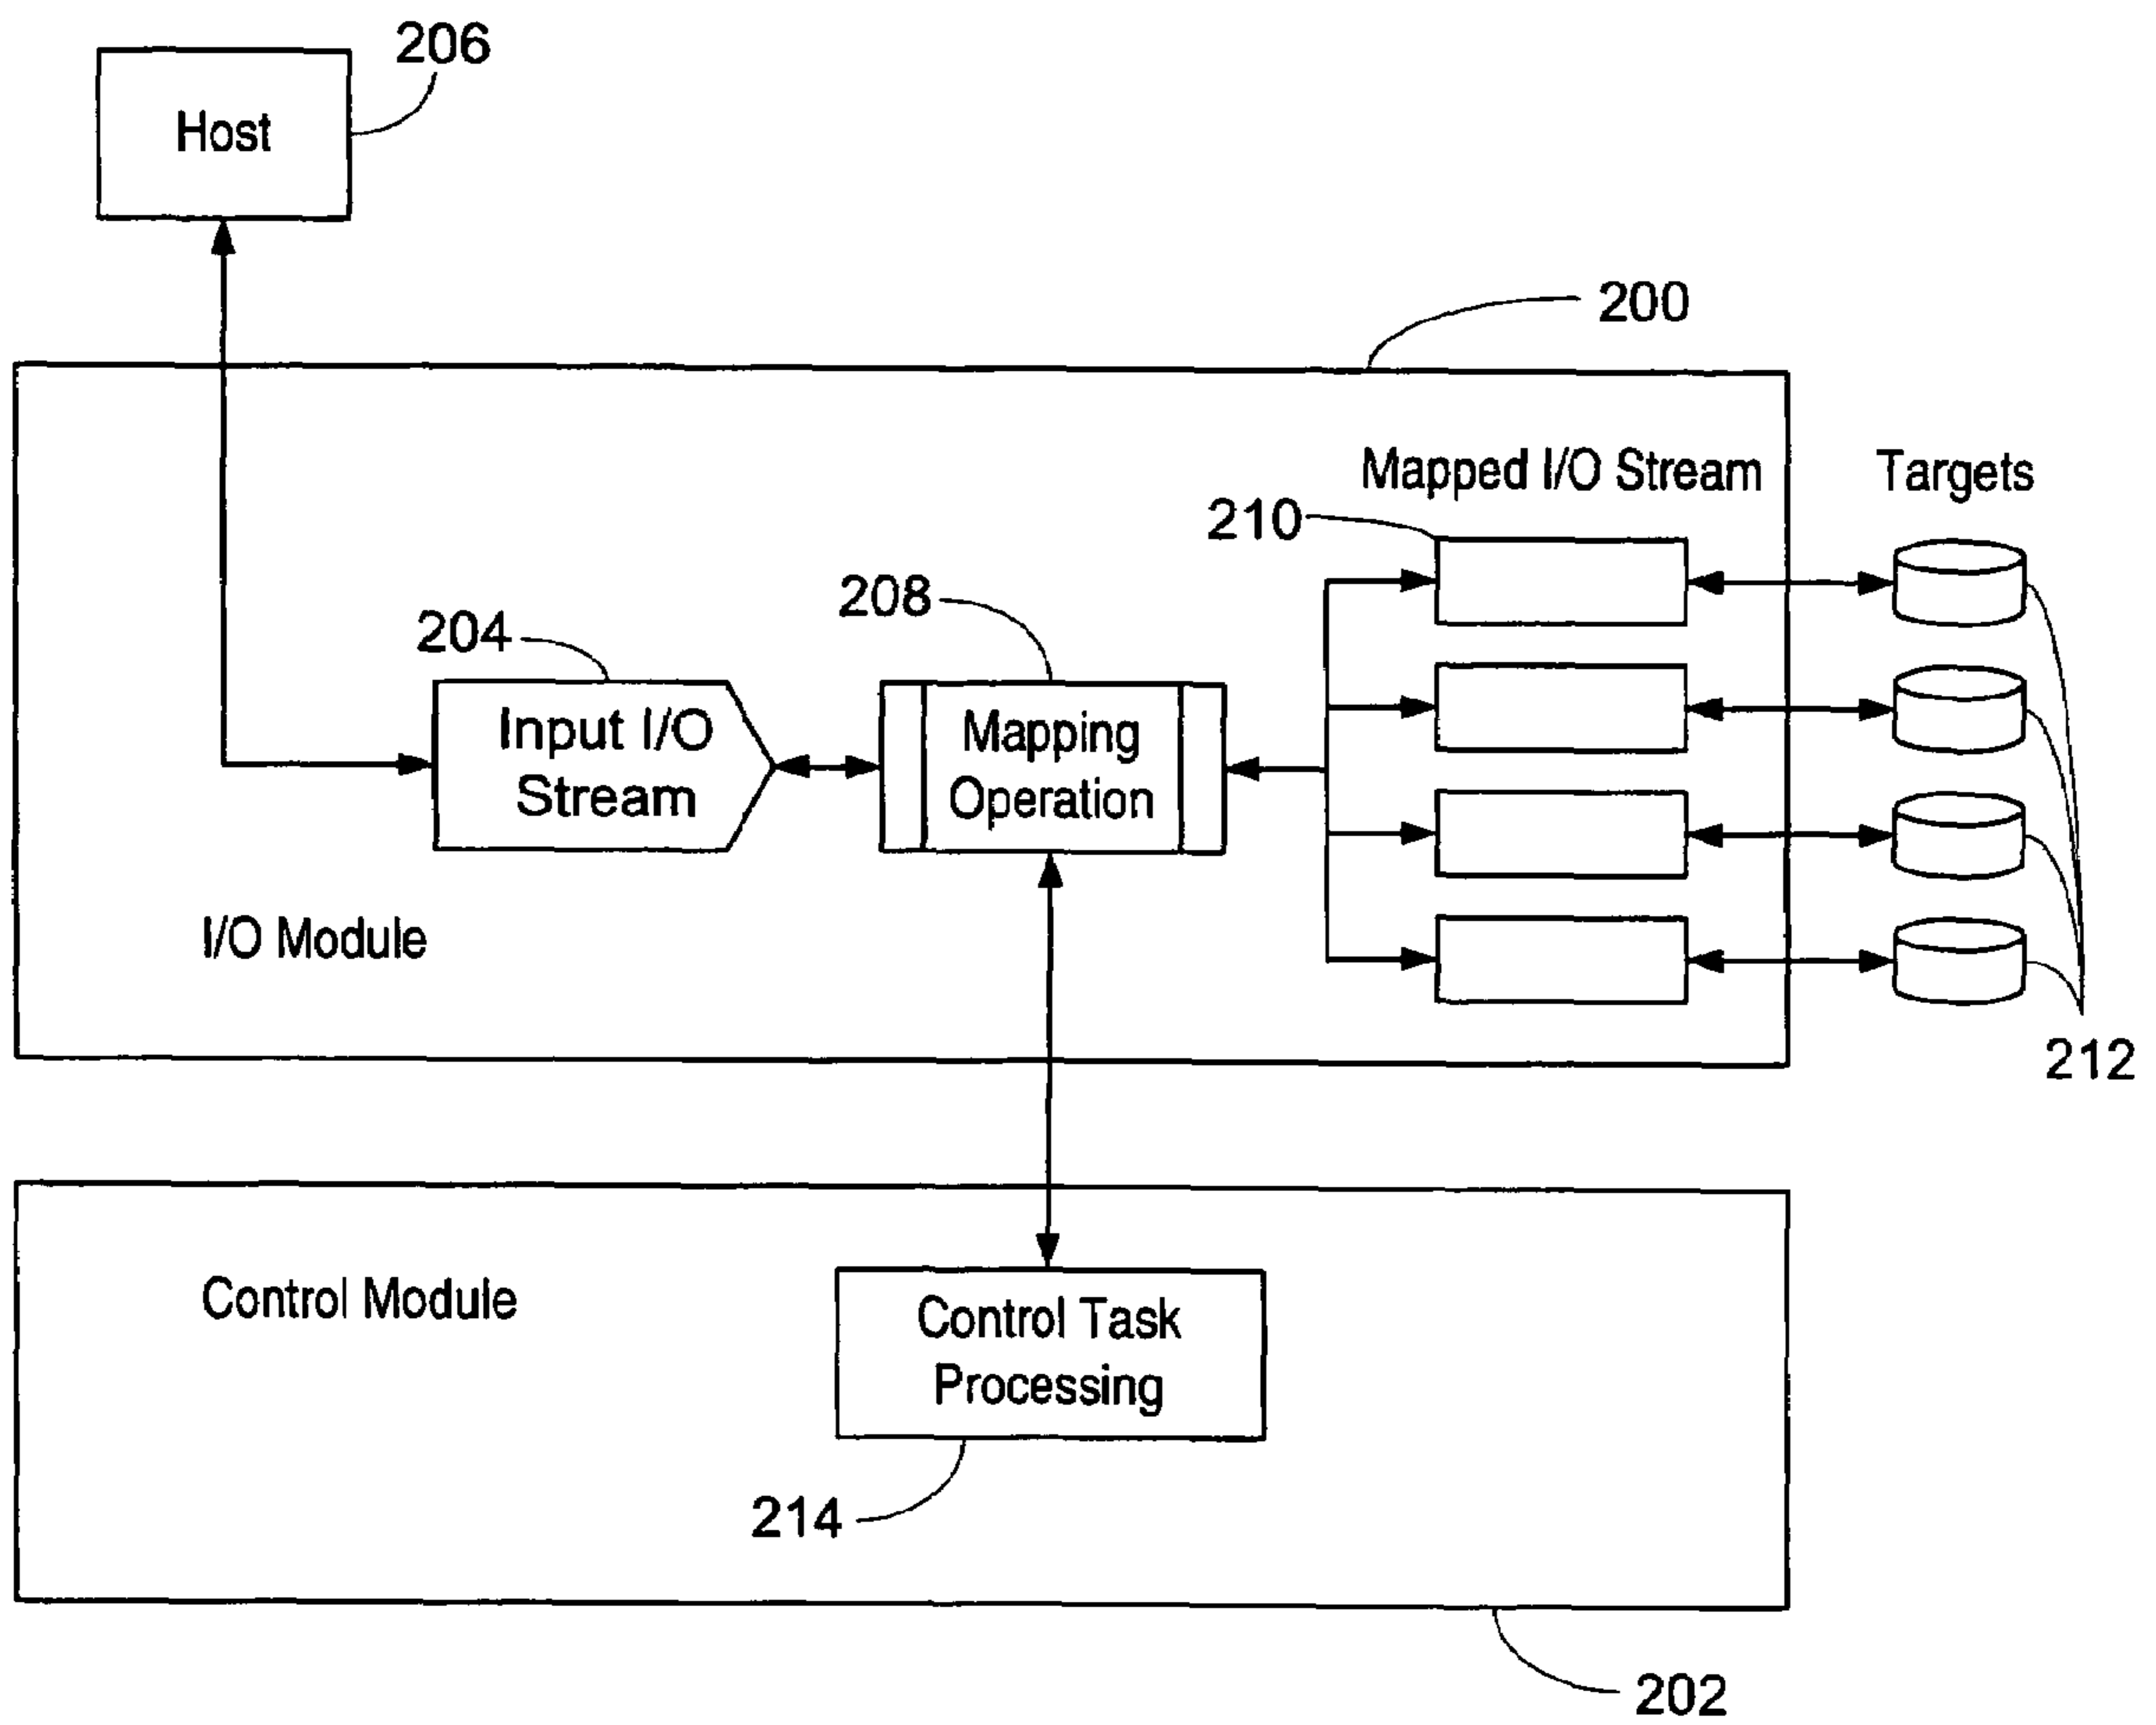 206
Host
200
Mapped I/O Stream
Targets
210
208
204
Input I/O
Stream
Mapping
Operation
I/O Module
212
Control Module
Control Task
Processing
214
202